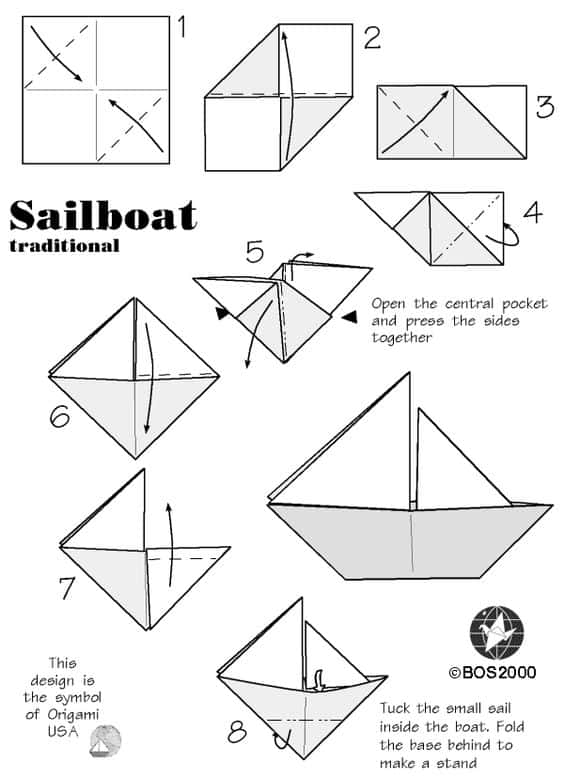 1
2
3
Sailboat
traditional
4
5
Open the central pocket
and press the sides
together
6
7
©BOS2000
This
design is
the symbol
of Origami
USA
8
Tuck the small sail
inside the boat. Fold
the base behind to
make a stand